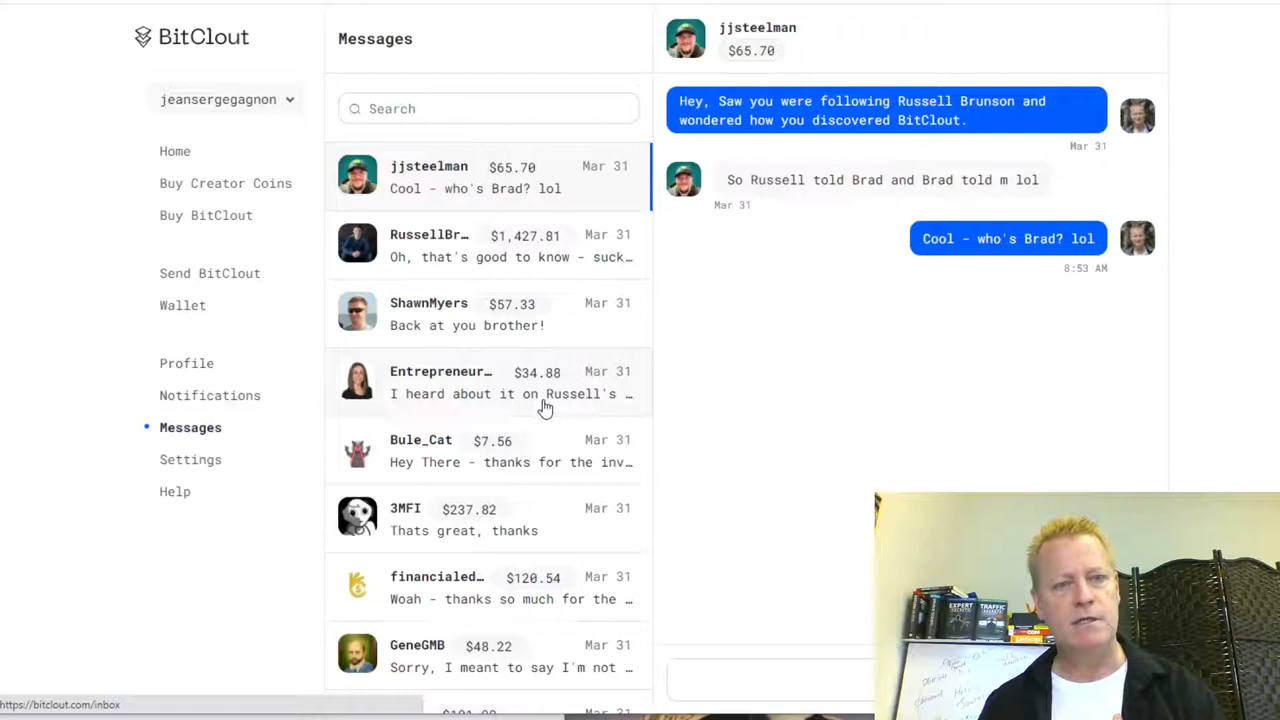 BitClout
jeansergegagnon
Home
Buy Creator Coins
Buy BitClout
Send BitClout
Wallet
Profile
Notifications
Messages
Settings
Help
Messages
Search
jjsteelman $65.70 Mar 31
Cool - who's Brad? lol
RussellBr… $1,427.81 Mar 31
Oh, that's good to know - suck…
ShawnMyers $57.33 Mar 31
Back at you brother!
Entrepreneur… $34.88 Mar 31
I heard about it on Russell's …
Bule_Cat $7.56 Mar 31
Hey There - thanks for the inv…
3MFI $237.82 Mar 31
Thats great, thanks
financialed… $120.54 Mar 31
Woah - thanks so much for the …
GeneGMB $48.22 Mar 31
Sorry, I meant to say I'm not …
jjsteelman
$65.70
Hey, Saw you were following Russell Brunson and
wondered how you discovered BitClout.
Mar 31
So Russell told Brad and Brad told m lol
Mar 31
Cool - who's Brad? lol
8:53 AM
EXPERT
SECRETS
TRAFFIC
SECRETS
https://bitclout.com/inbox